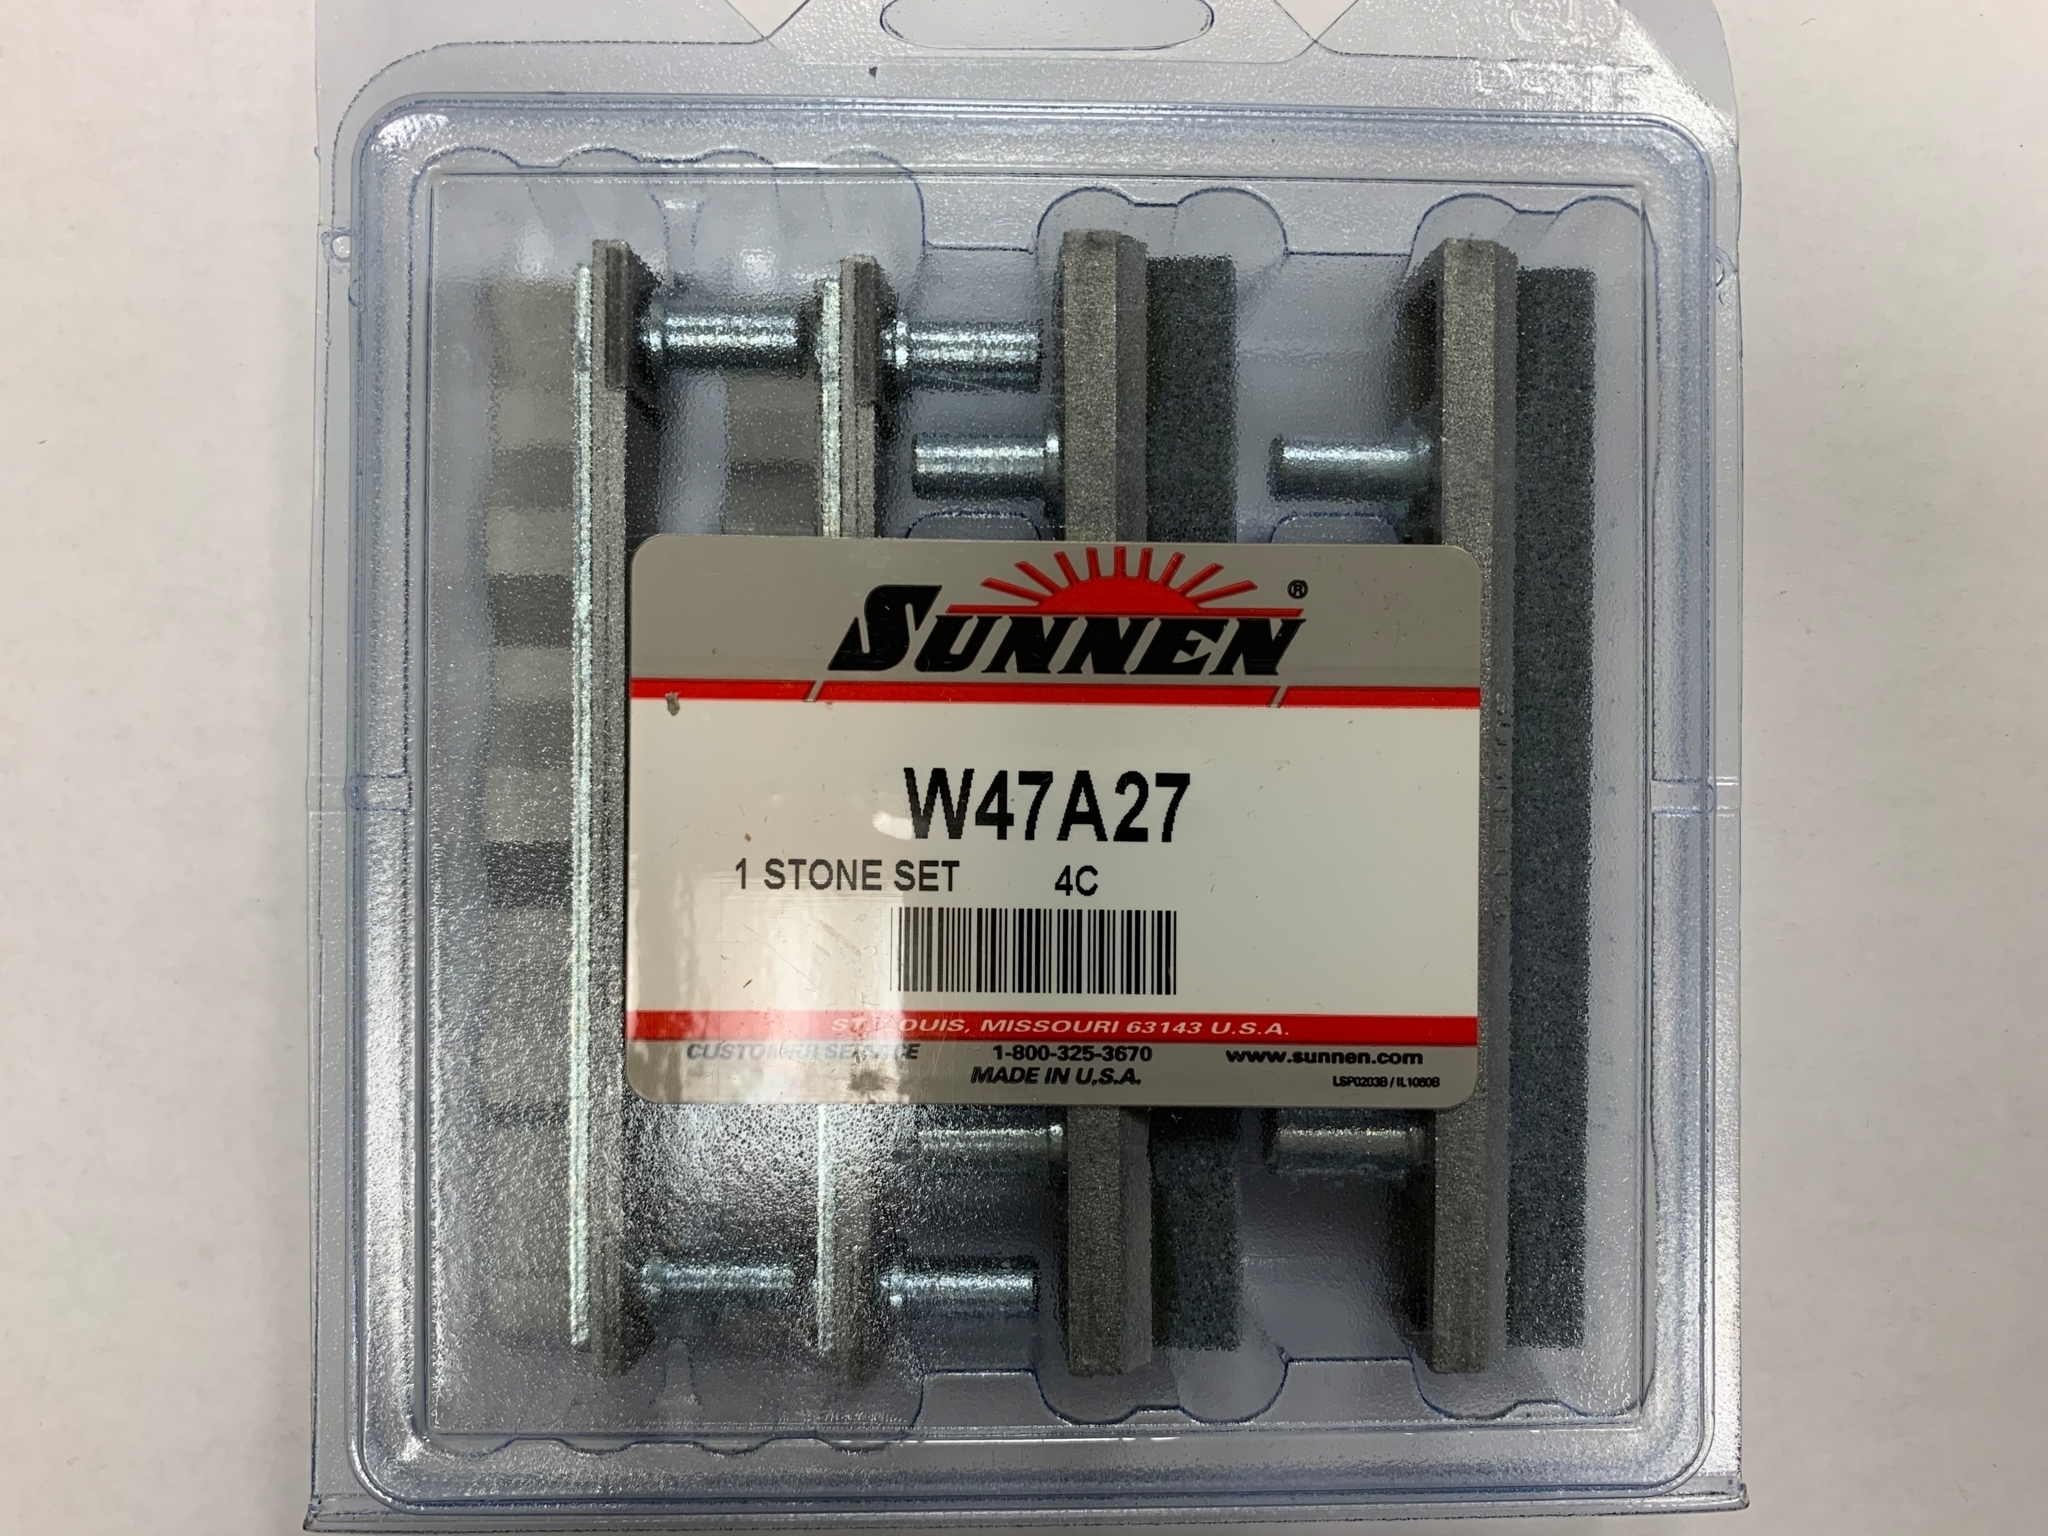 SUNNEN®
W47A27
1 STONE SET 4C
ST. LOUIS, MISSOURI 63143 U.S.A.
CUSTOMER SERVICE 1-800-325-3670 www.sunnen.com
MADE IN U.S.A.
LSP0203B / IL1060B